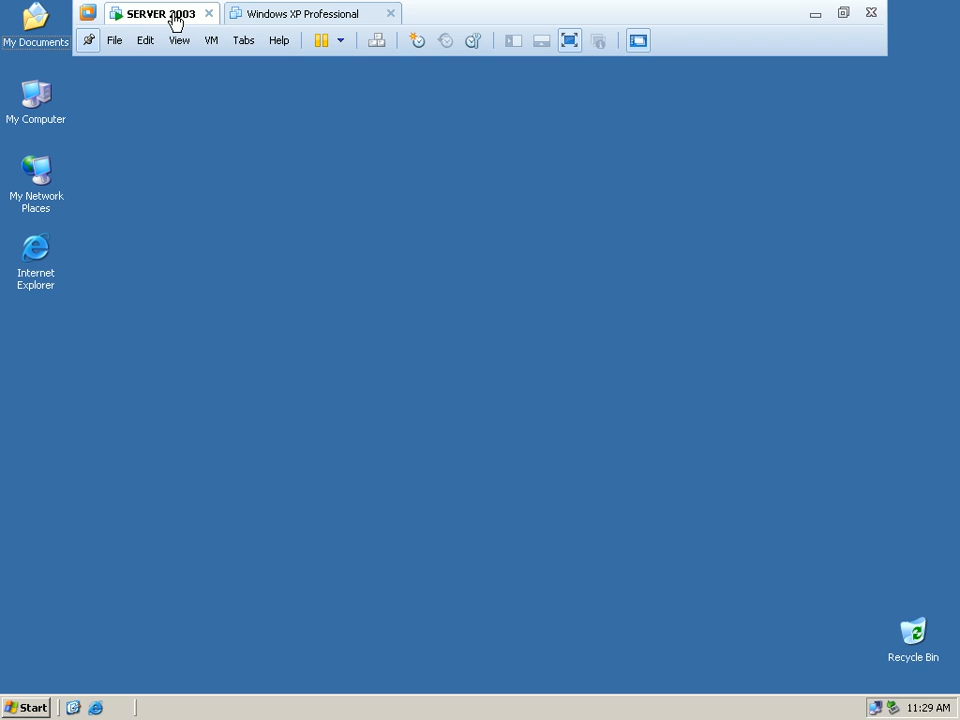 SERVER 2003
Windows XP Professional
File Edit View VM Tabs Help
My Documents
My Computer
My Network
Places
Internet
Explorer
Recycle Bin
Start
11:29 AM